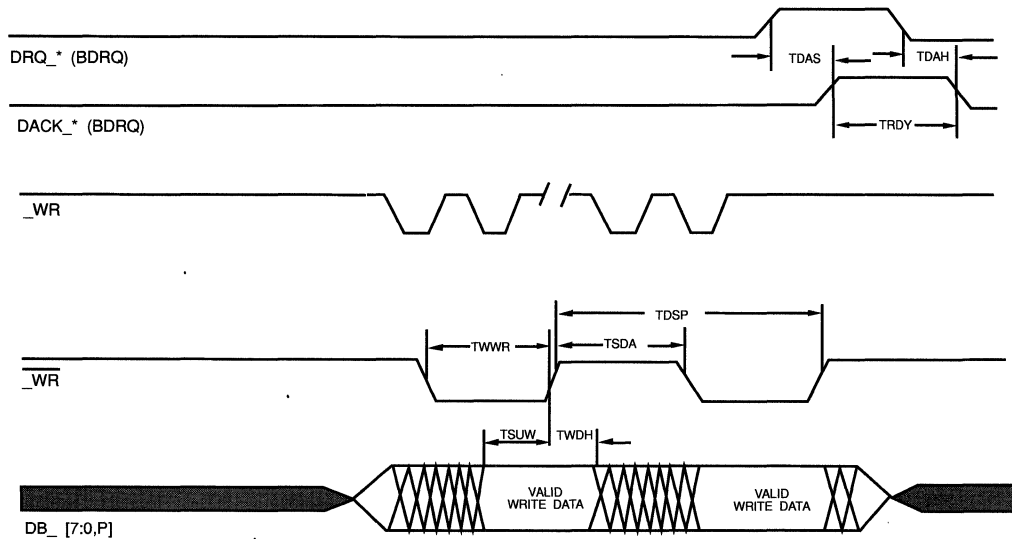 DRQ_* (BDRQ)
TDAS
TDAH
DACK_* (BDRQ)
TRDY
_WR
TDSP
TWWR
TSDA
_WR
TSUW
TWDH
VALID
WRITE DATA
VALID
WRITE DATA
DB_ [7:0,P]